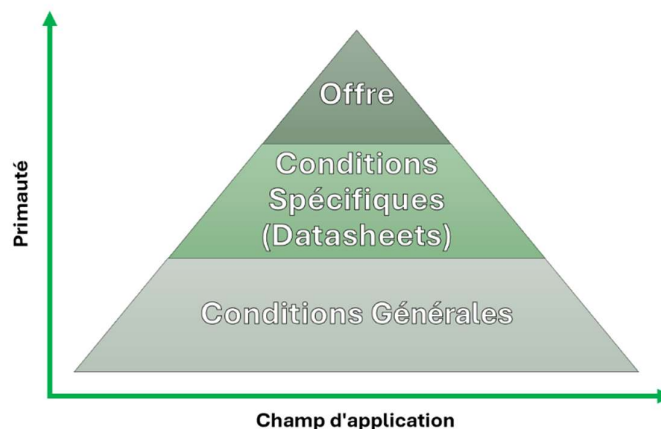 Offre
Conditions
Spécifiques
(Datasheets)
Conditions Générales
Primauté
Champ d'application